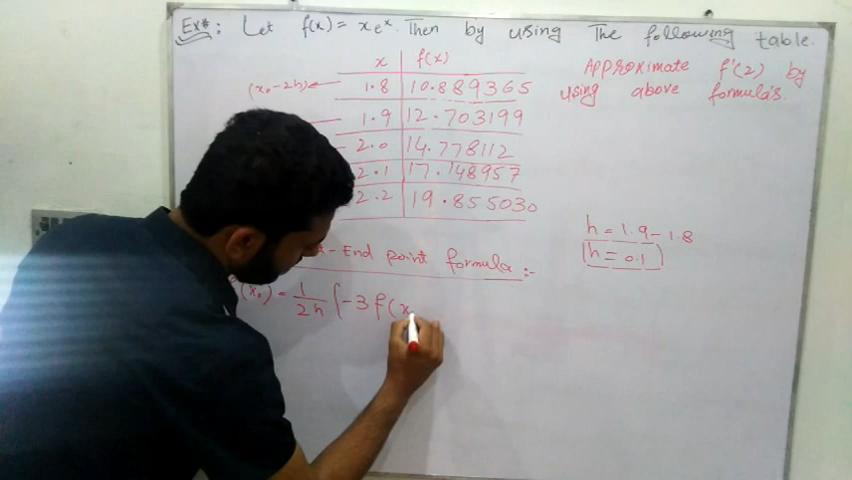 Ex*: Let f(x) = x eˣ. Then by using The following table.
x f(x)
(x₀-2h) ← 1.8 10.889365
1.9 12.703199
2.0 14.778112
2.1 17.148957
2.2 19.855030
Approximate f'(2) by
using above formula's.
h = 1.9 - 1.8
h = 0.1
- End point formula :-
(x₀) = 1/2h [-3 f(x